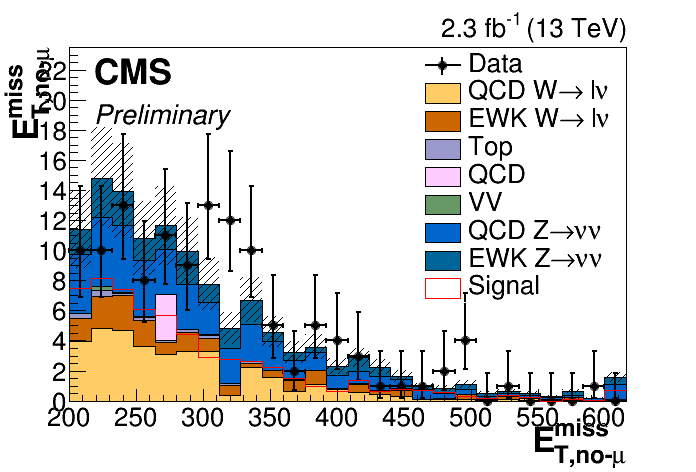 2.3 fb⁻¹ (13 TeV)
CMS
Preliminary
Data
QCD W→ lν
EWK W→ lν
Top
QCD
VV
QCD Z→νν
EWK Z→νν
Signal
E^miss_T,no-μ
22
20
18
16
14
12
10
8
6
4
2
0
200 250 300 350 400 450 500 550 600
E^miss_T,no-μ